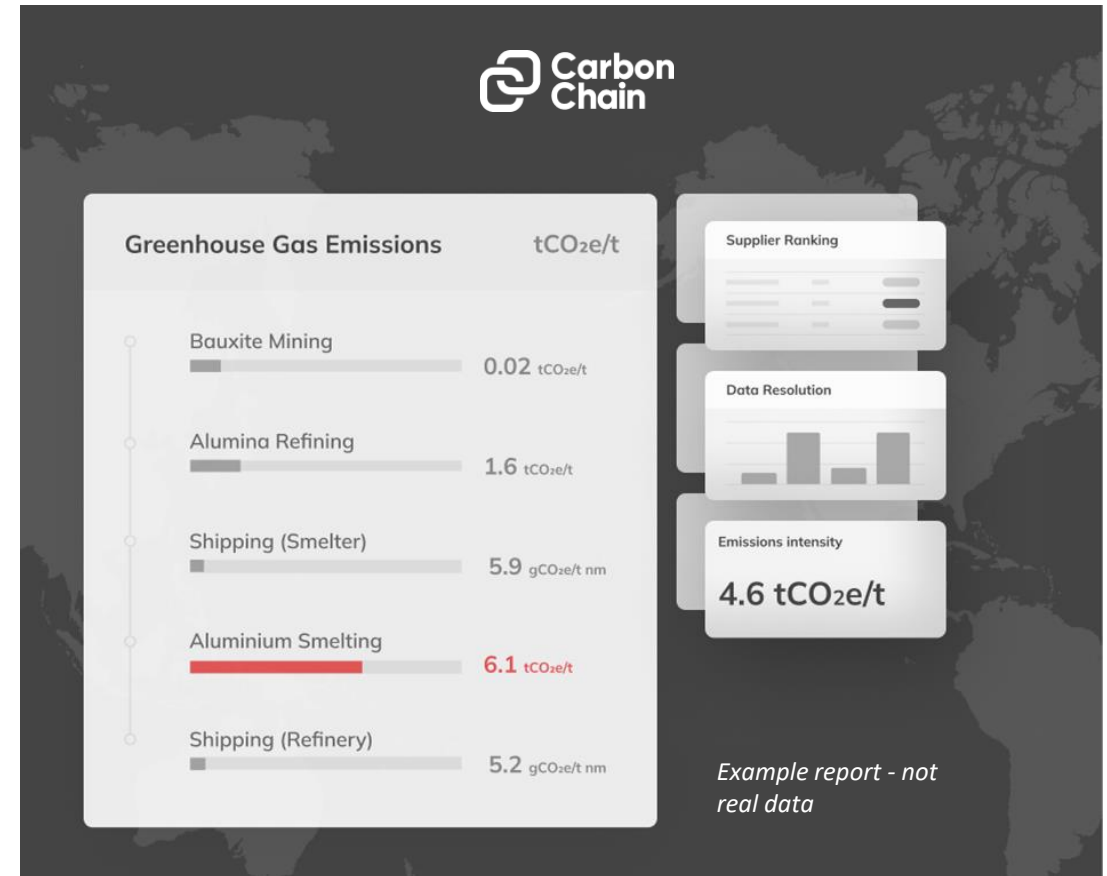 Carbon
Chain
Greenhouse Gas Emissions
tCO₂e/t
Bauxite Mining
0.02 tCO₂e/t
Alumina Refining
1.6 tCO₂e/t
Shipping (Smelter)
5.9 gCO₂e/t nm
Aluminium Smelting
6.1 tCO₂e/t
Shipping (Refinery)
5.2 gCO₂e/t nm
Supplier Ranking
Data Resolution
Emissions intensity
4.6 tCO₂e/t
Example report - not
real data